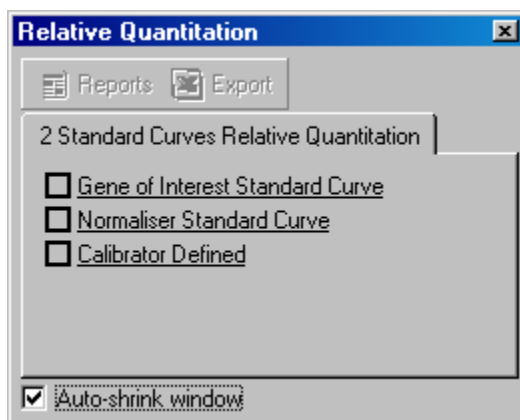 Relative Quantitation
Reports Export
2 Standard Curves Relative Quantitation
Gene of Interest Standard Curve
Normaliser Standard Curve
Calibrator Defined
Auto-shrink window